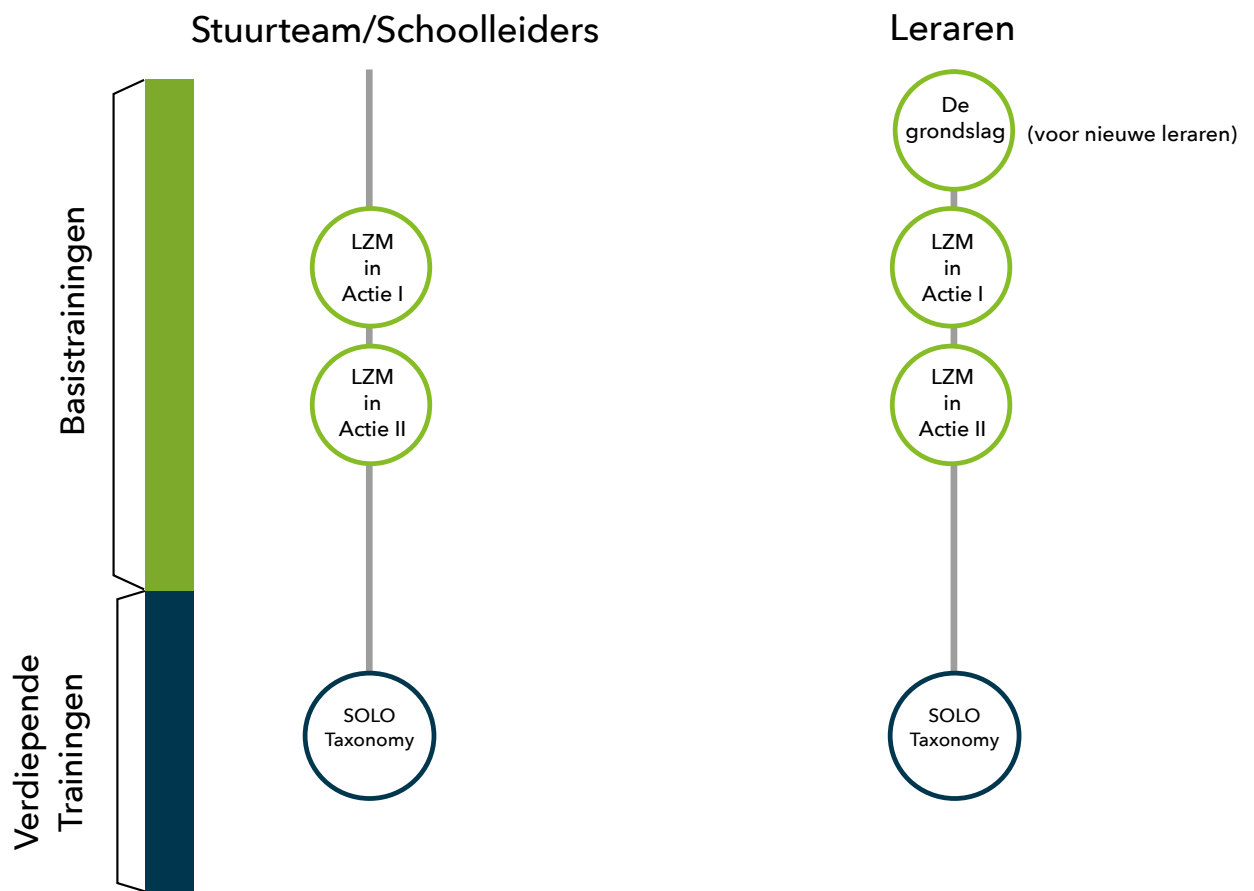 Stuurteam/Schoolleiders
Leraren
Basistrainingen
De
grondslag
(voor nieuwe leraren)
LZM
in
Actie I
LZM
in
Actie I
LZM
in
Actie II
LZM
in
Actie II
Verdiepende
Trainingen
SOLO
Taxonomy
SOLO
Taxonomy